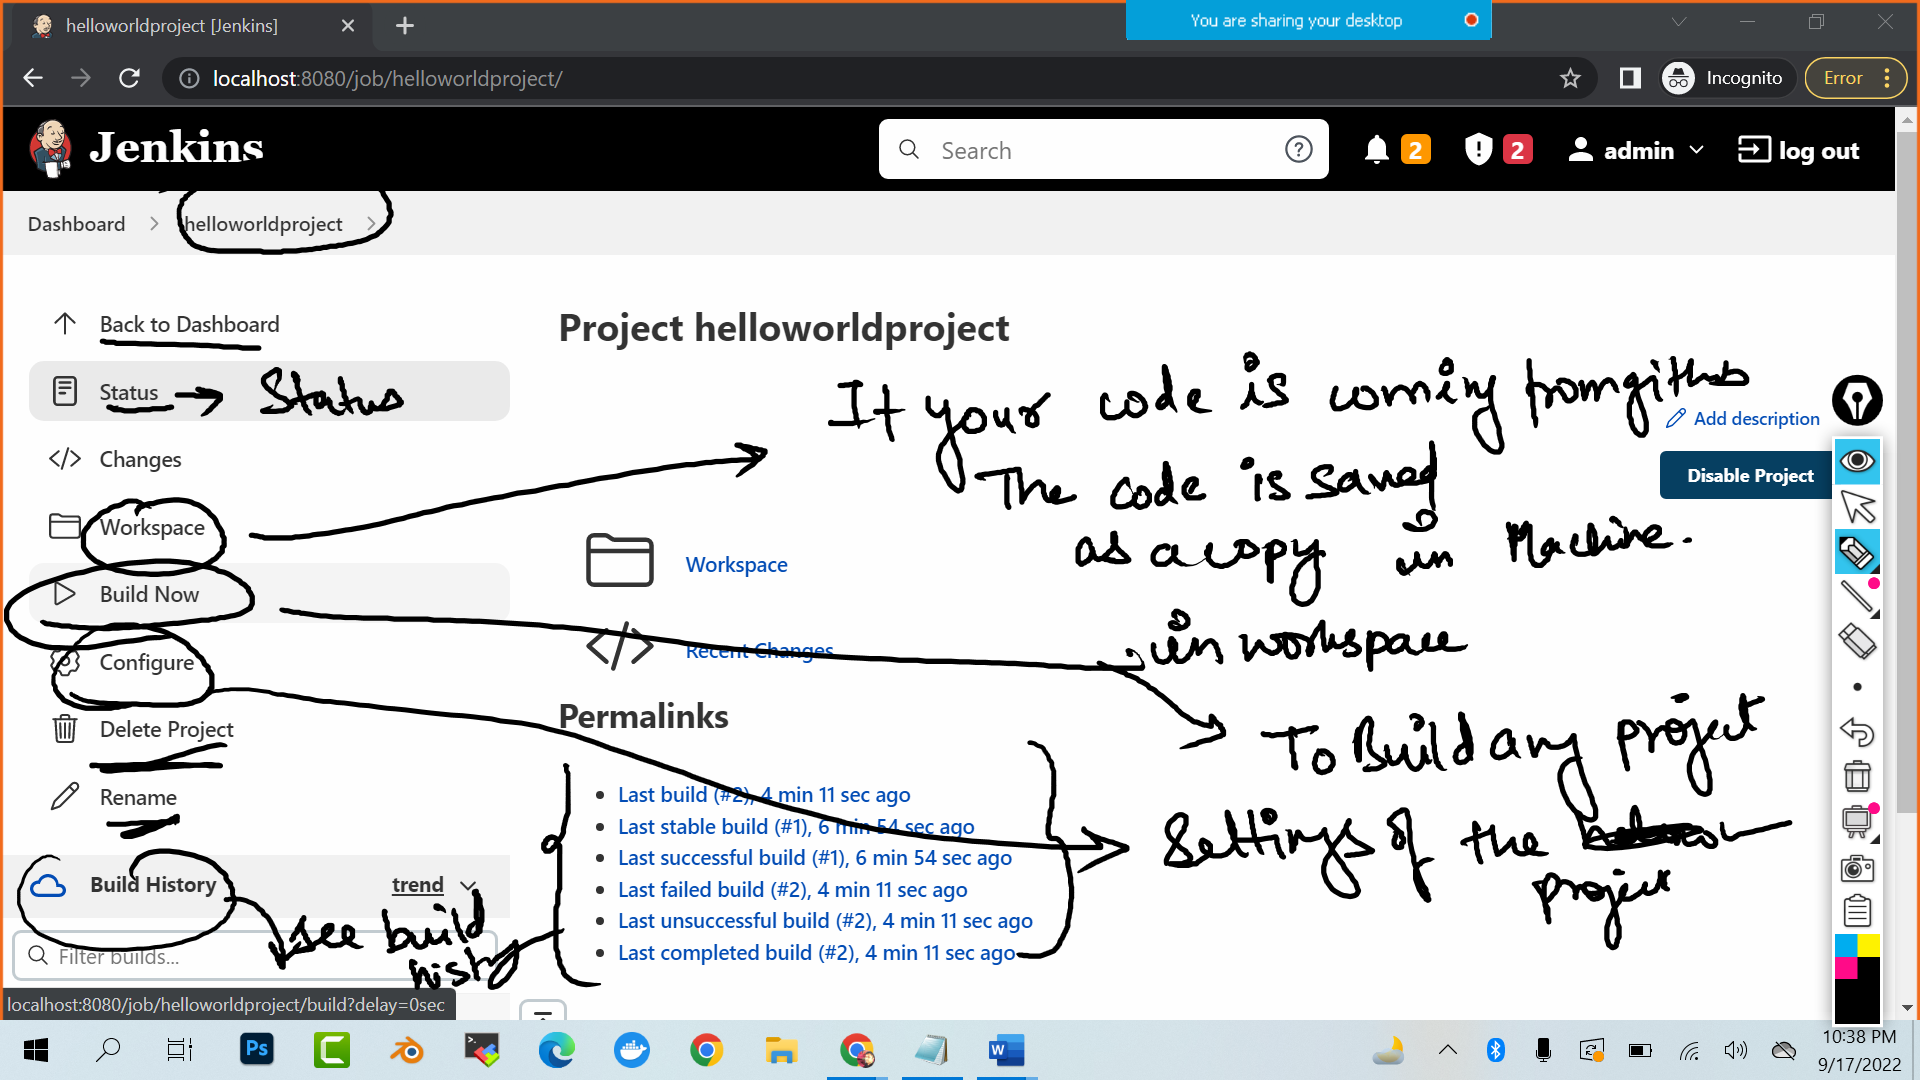 helloworldproject [Jenkins]
You are sharing your desktop
localhost:8080/job/helloworldproject/
Incognito
Error
Jenkins
Search
2
2
admin
log out
Dashboard
helloworldproject
Back to Dashboard
Project helloworldproject
Status
Status
If your code is coming from github
Add description
Changes
The code is saved
Disable Project
Workspace
as a copy in Machine.
Workspace
Build Now
Recent Changes
in workspace
Configure
Permalinks
Delete Project
To Build any project
Rename
Last build (#2), 4 min 11 sec ago
Last stable build (#1), 6 min 54 sec ago
Last successful build (#1), 6 min 54 sec ago
Settings of the
project
Build History
trend
Last failed build (#2), 4 min 11 sec ago
Last unsuccessful build (#2), 4 min 11 sec ago
Last completed build (#2), 4 min 11 sec ago
see build
history
Filter builds...
localhost:8080/job/helloworldproject/build?delay=0sec
Ps
10:38 PM
9/17/2022